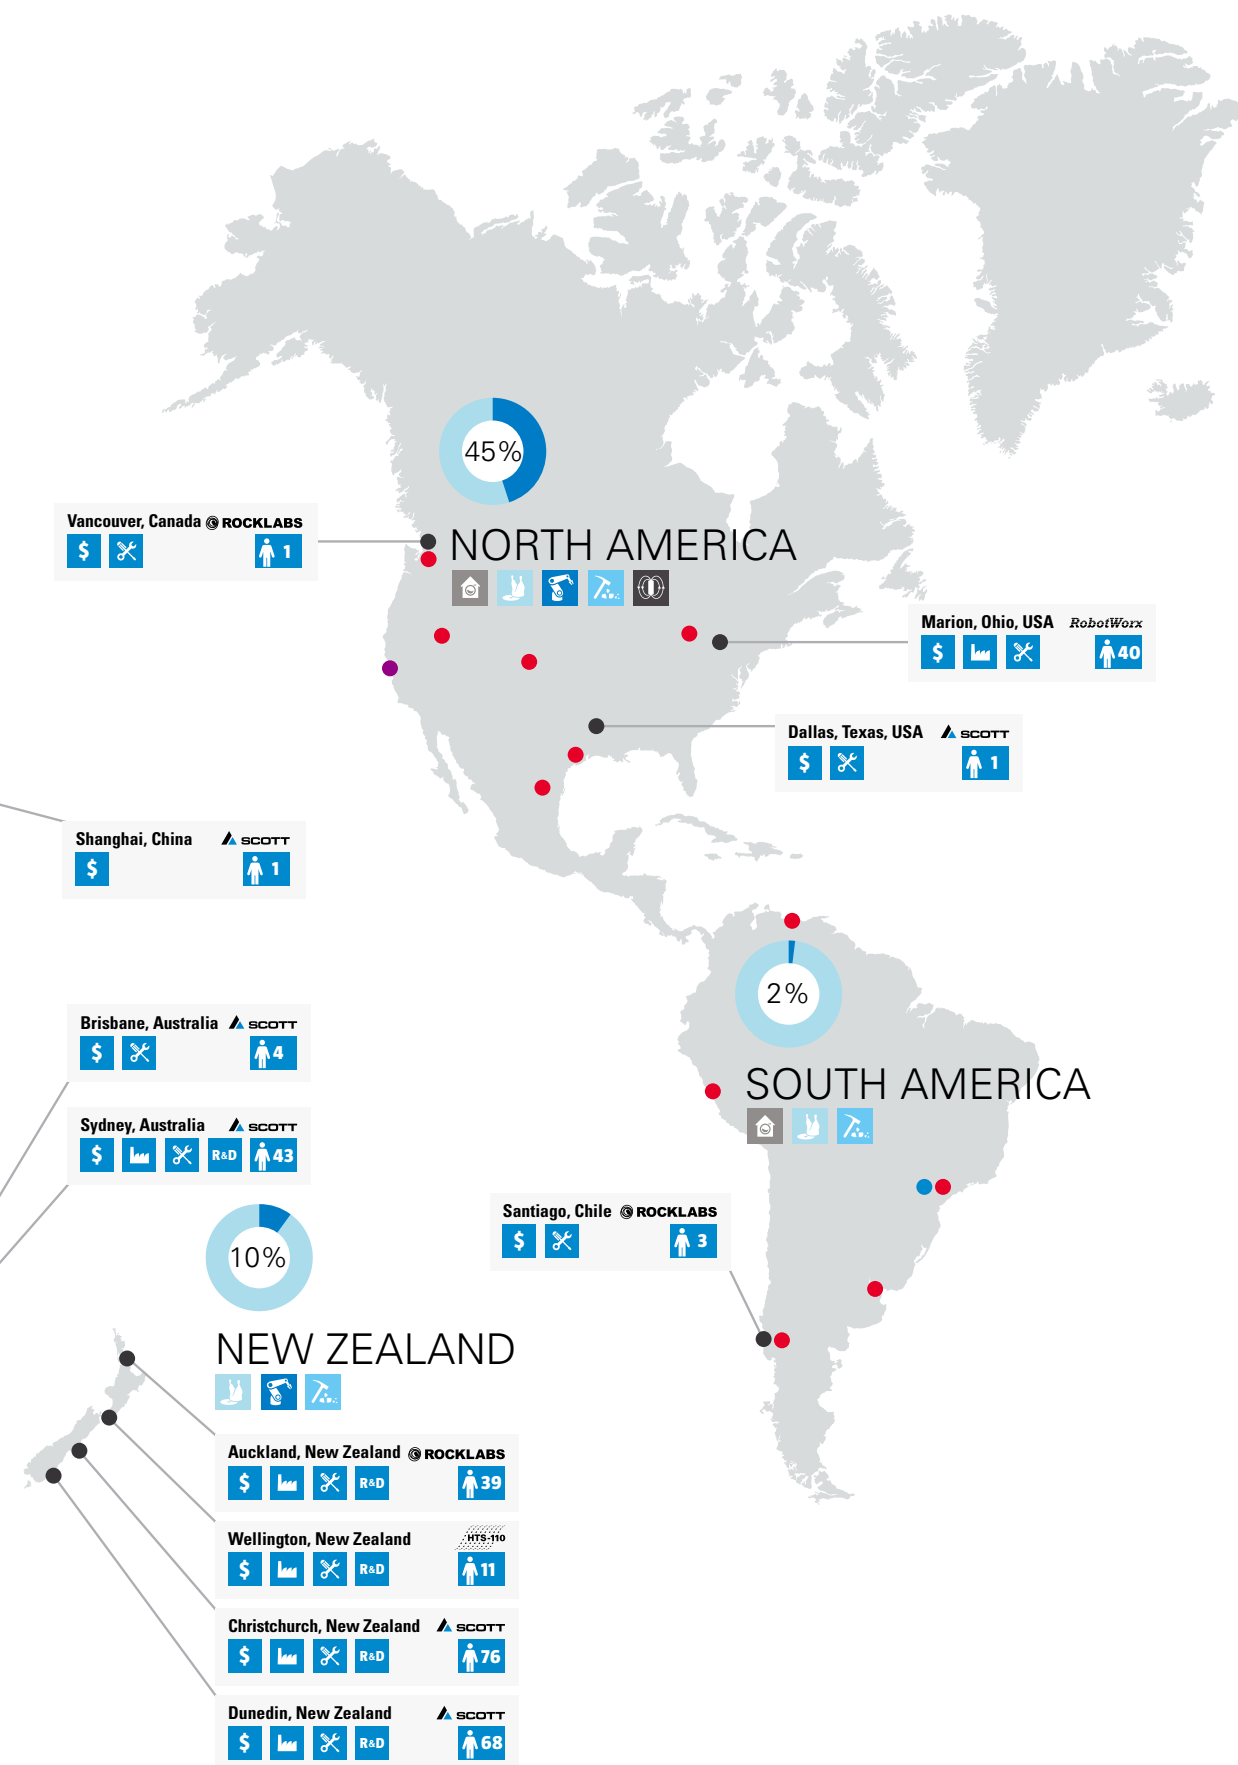 45%
NORTH AMERICA
Vancouver, Canada ROCKLABS
$ 1
Marion, Ohio, USA RobotWorx
$ 40
Dallas, Texas, USA SCOTT
$ 1
Shanghai, China SCOTT
$ 1
2%
SOUTH AMERICA
Brisbane, Australia SCOTT
$ 4
Sydney, Australia SCOTT
$ R&D 43
Santiago, Chile ROCKLABS
$ 3
10%
NEW ZEALAND
Auckland, New Zealand ROCKLABS
$ R&D 39
Wellington, New Zealand HTS-110
$ R&D 11
Christchurch, New Zealand SCOTT
$ R&D 76
Dunedin, New Zealand SCOTT
$ R&D 68